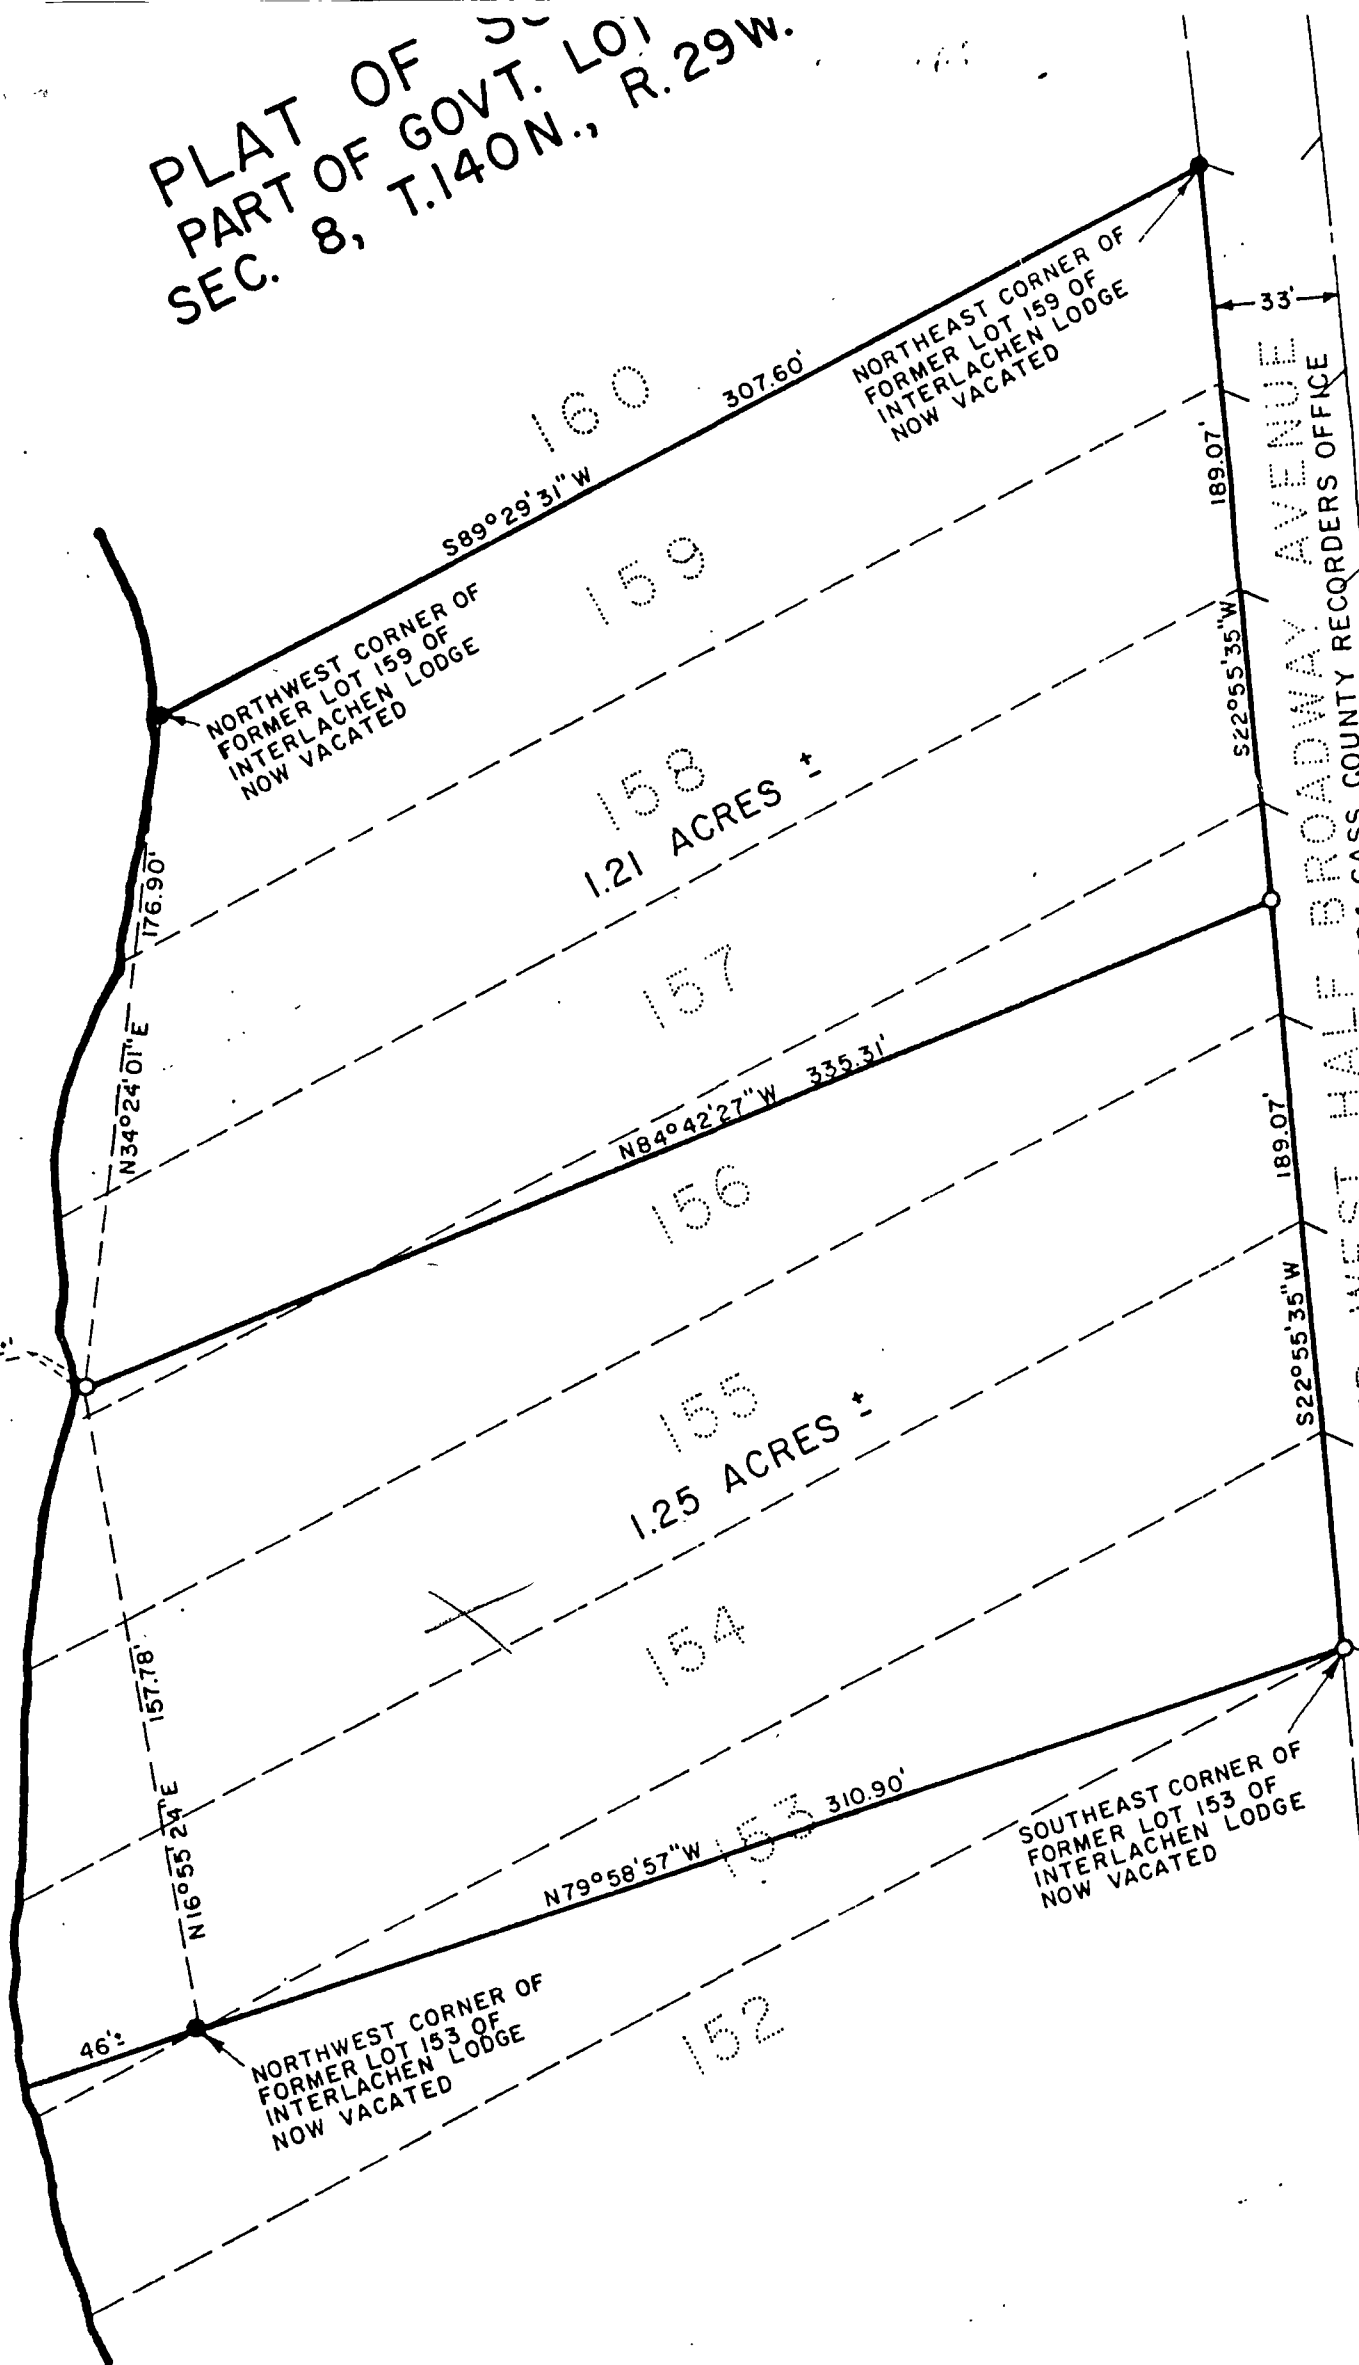 PLAT OF
PART OF GOVT. LOT
SEC. 8, T.140N., R.29W.
160
307.60'
S89°29'31"W
NORTHEAST CORNER OF
FORMER LOT 159 OF
INTERLACHEN LODGE
NOW VACATED
33'
189.07'
S22°55'35"W
WEST HALF BROADWAY AVENUE
CASS COUNTY RECORDERS OFFICE
159
NORTHWEST CORNER OF
FORMER LOT 159 OF
INTERLACHEN LODGE
NOW VACATED
158
1.21 ACRES ±
176.90'
N34°24'01"E
157
N84°42'27"W 335.31'
156
189.07'
S22°55'35"W
155
1.25 ACRES ±
154
157.78'
N16°55'24"E
153
N79°58'57"W 310.90'
SOUTHEAST CORNER OF
FORMER LOT 153 OF
INTERLACHEN LODGE
NOW VACATED
46'±
NORTHWEST CORNER OF
FORMER LOT 153 OF
INTERLACHEN LODGE
NOW VACATED
152